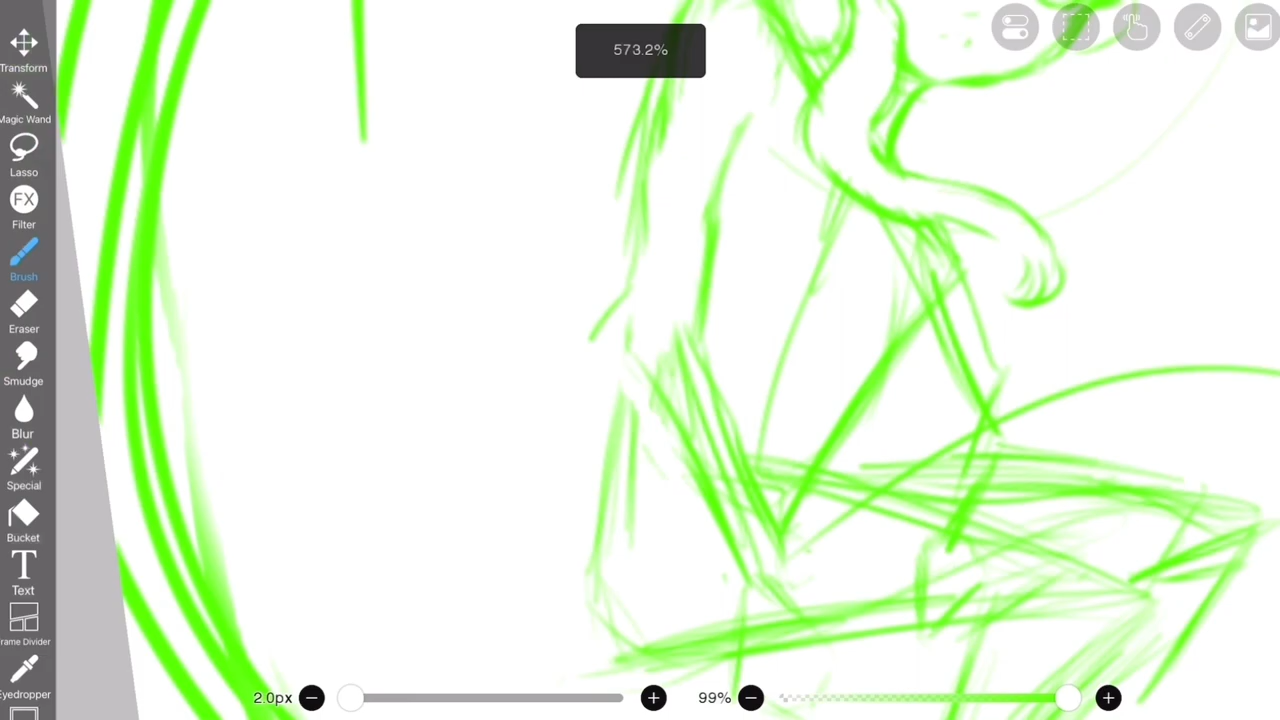 573.2%
Transform
Magic Wand
Lasso
FX
Filter
Brush
Eraser
Smudge
Blur
Special
Bucket
T
Text
rame Divider
Eyedropper
2.0px
99%